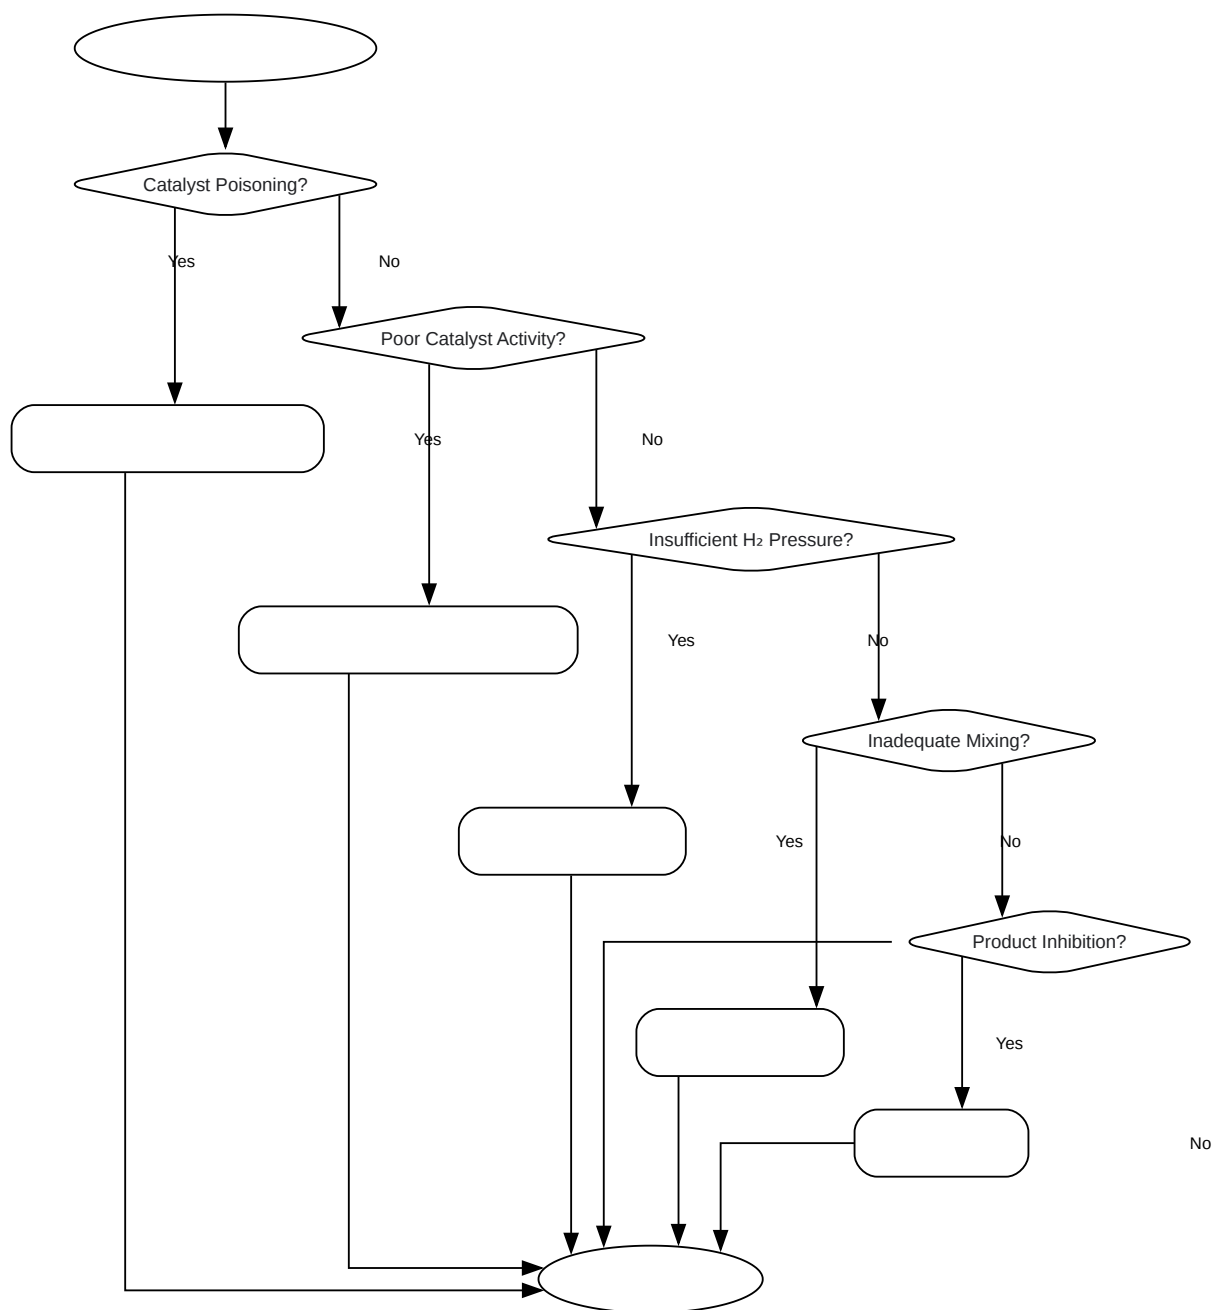 Catalyst Poisoning?
Yes
No
Poor Catalyst Activity?
Yes
No
Insufficient H₂ Pressure?
Yes
No
Inadequate Mixing?
Yes
No
Product Inhibition?
Yes
No